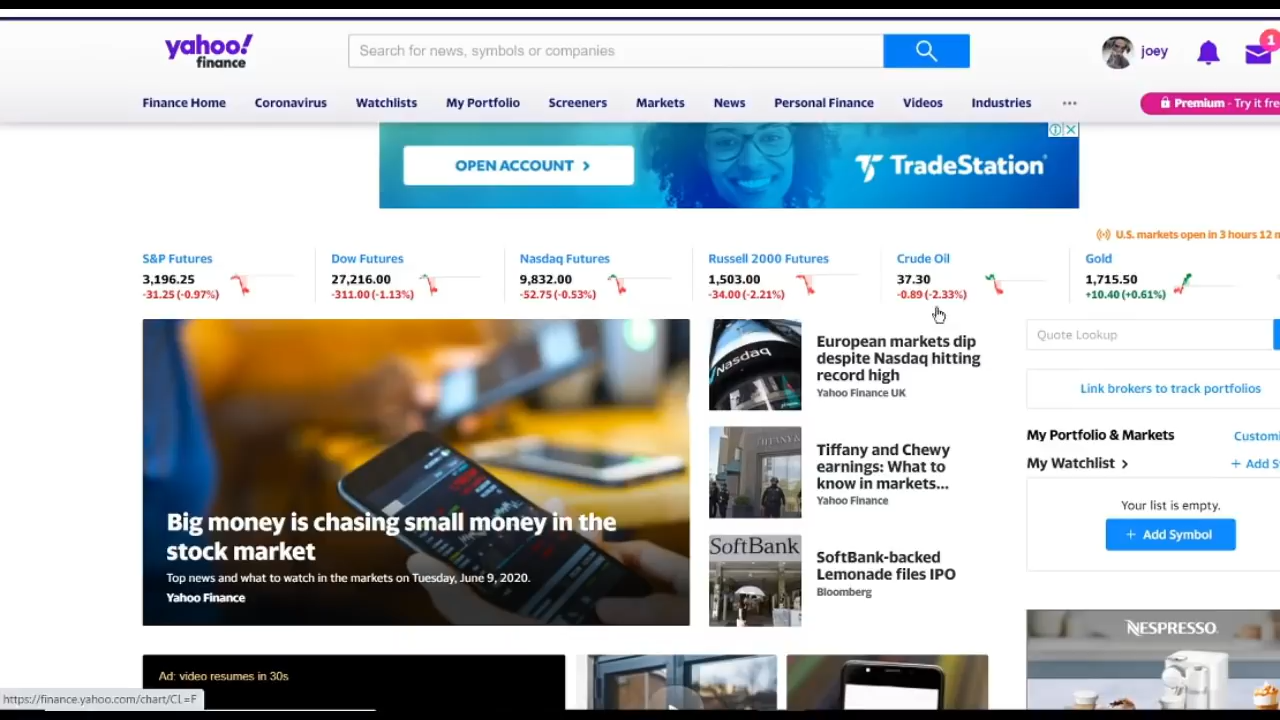 yahoo!
finance
Search for news, symbols or companies
joey
1
Finance Home Coronavirus Watchlists My Portfolio Screeners Markets News Personal Finance Videos Industries ...
Premium - Try it fre
OPEN ACCOUNT >
TradeStation
U.S. markets open in 3 hours 12 m
S&P Futures
3,196.25
-31.25 (-0.97%)
Dow Futures
27,216.00
-311.00 (-1.13%)
Nasdaq Futures
9,832.00
-52.75 (-0.53%)
Russell 2000 Futures
1,503.00
-34.00 (-2.21%)
Crude Oil
37.30
-0.89 (-2.33%)
Gold
1,715.50
+10.40 (+0.61%)
Big money is chasing small money in the
stock market
Top news and what to watch in the markets on Tuesday, June 9, 2020.
Yahoo Finance
Nasdaq
European markets dip
despite Nasdaq hitting
record high
Yahoo Finance UK
TIFFANY &
Tiffany and Chewy
earnings: What to
know in markets...
Yahoo Finance
SoftBank
SoftBank-backed
Lemonade files IPO
Bloomberg
Quote Lookup
Link brokers to track portfolios
My Portfolio & Markets
Customi
My Watchlist >
+ Add S
Your list is empty.
+ Add Symbol
NESPRESSO.
Ad: video resumes in 30s
https://finance.yahoo.com/chart/CL=F